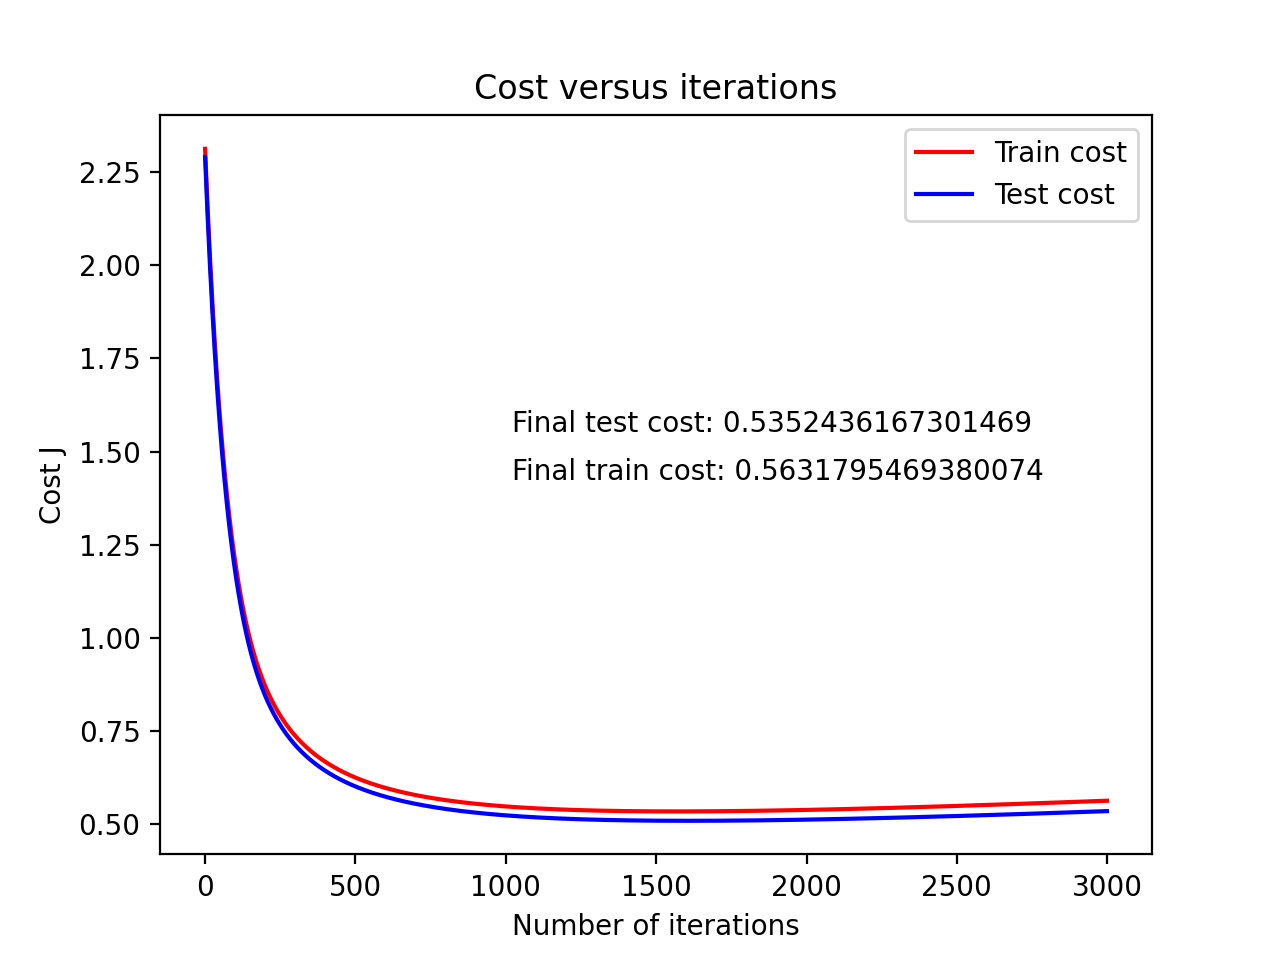 Cost versus iterations
Train cost
Test cost
2.25
2.00
1.75
1.50
1.25
1.00
0.75
0.50
Cost J
Final test cost: 0.5352436167301469
Final train cost: 0.5631795469380074
0 500 1000 1500 2000 2500 3000
Number of iterations